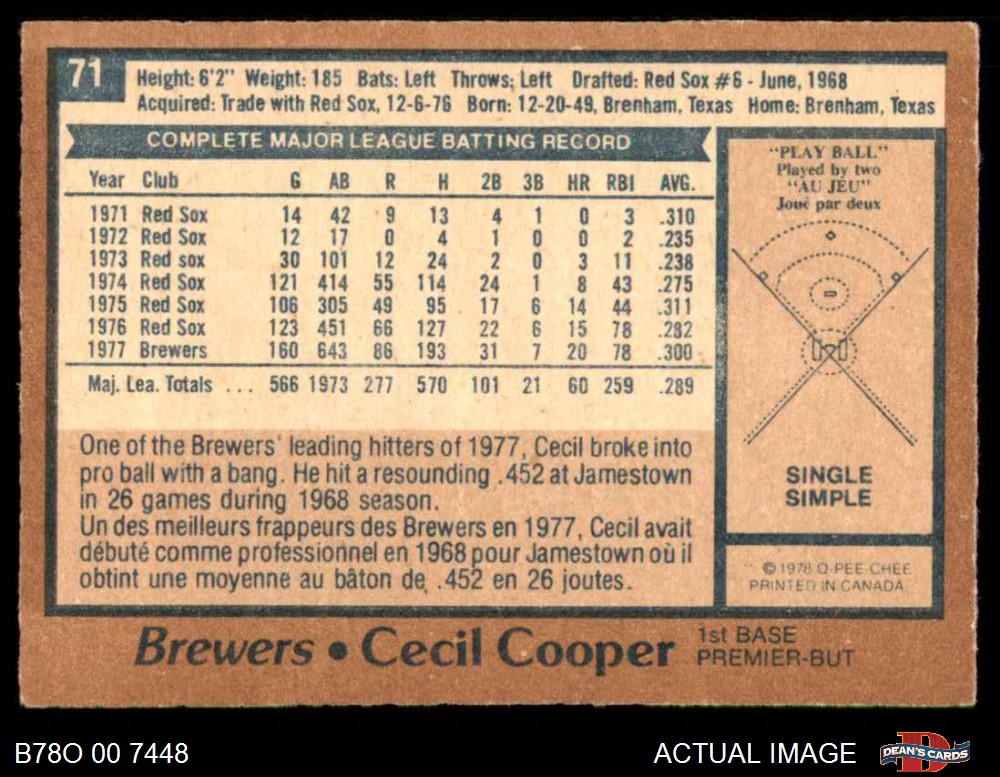 71
Height: 6'2" Weight: 185 Bats: Left Throws: Left Drafted: Red Sox #6 - June, 1968
Acquired: Trade with Red Sox, 12-6-76 Born: 12-20-49, Brenham, Texas Home: Brenham, Texas
COMPLETE MAJOR LEAGUE BATTING RECORD
Year Club G AB R H 2B 3B HR RBI AVG.
1971 Red Sox 14 42 9 13 4 1 0 3 .310
1972 Red Sox 12 17 0 4 1 0 0 2 .235
1973 Red sox 30 101 12 24 2 0 3 11 .238
1974 Red Sox 121 414 55 114 24 1 8 43 .275
1975 Red Sox 106 305 49 95 17 6 14 44 .311
1976 Red Sox 123 451 66 127 22 6 15 78 .282
1977 Brewers 160 643 86 193 31 7 20 78 .300
Maj. Lea. Totals ... 566 1973 277 570 101 21 60 259 .289
One of the Brewers' leading hitters of 1977, Cecil broke into
pro ball with a bang. He hit a resounding .452 at Jamestown
in 26 games during 1968 season.
Un des meilleurs frappeurs des Brewers en 1977, Cecil avait
débuté comme professionnel en 1968 pour Jamestown où il
obtint une moyenne au bâton de .452 en 26 joutes.
"PLAY BALL"
Played by two
"AU JEU"
Joué par deux
SINGLE
SIMPLE
© 1978 O-PEE-CHEE
PRINTED IN CANADA
Brewers • Cecil Cooper
1st BASE
PREMIER-BUT
B78O 00 7448
ACTUAL IMAGE
DEAN'S CARDS